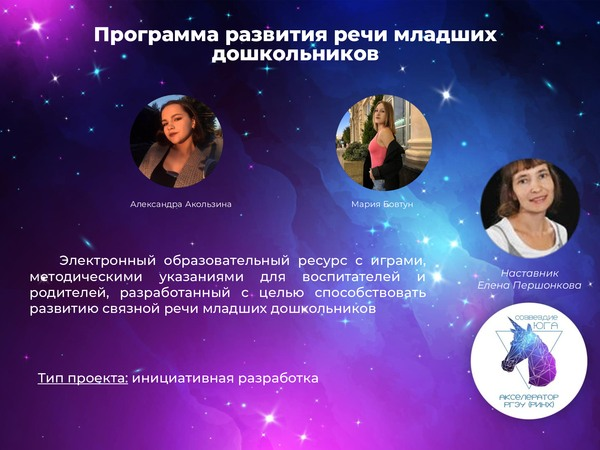 Программа развития речи младших
дошкольников
Александра Акользина
Мария Бовтун
Наставник
Елена Першонкова
Электронный образовательный ресурс с играми,
методическими указаниями для воспитателей и
родителей, разработанный с целью способствовать
развитию связной речи младших дошкольников
Тип проекта: инициативная разработка
СОЗВЕЗДИЕ
ЮГА
АКСЕЛЕРАТОР
РГЭУ (РИНХ)